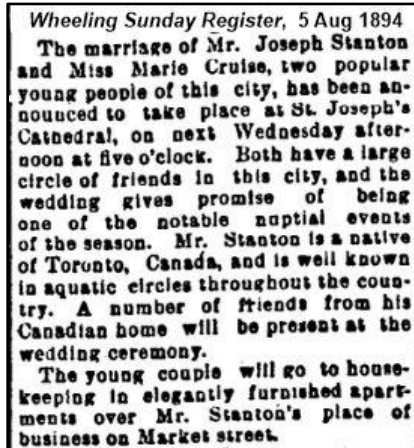 Wheeling Sunday Register, 5 Aug 1894
The marriage of Mr. Joseph Stanton
and Miss Marie Cruise, two popular
young people of this city, has been an-
nounced to take place at St. Joseph's
Cathedral, on next Wednesday after-
noon at five o'clock. Both have a large
circle of friends in this city, and the
wedding gives promise of being
one of the notable nuptial events
of the season. Mr. Stanton is a native
of Toronto, Canada, and is well known
in aquatic circles throughout the coun-
try. A number of friends from his
Canadian home will be present at the
wedding ceremony.
The young couple will go to house-
keeping in elegantly furnished apart-
ments over Mr. Stanton's place of
business on Market street.